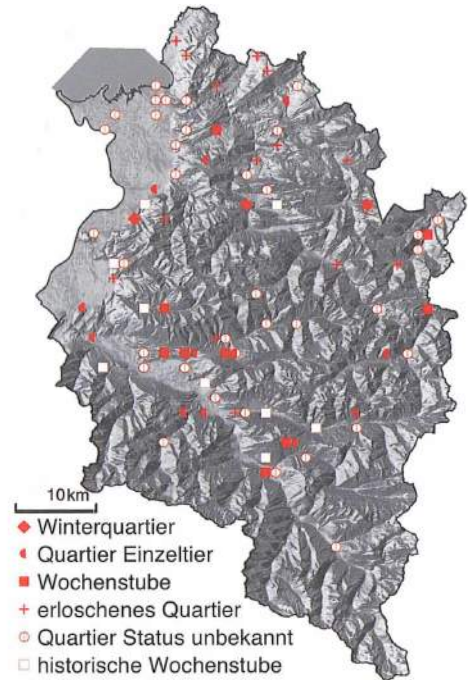 10km
Winterquartier
Quartier Einzeltier
Wochenstube
erloschenes Quartier
Quartier Status unbekannt
historische Wochenstube